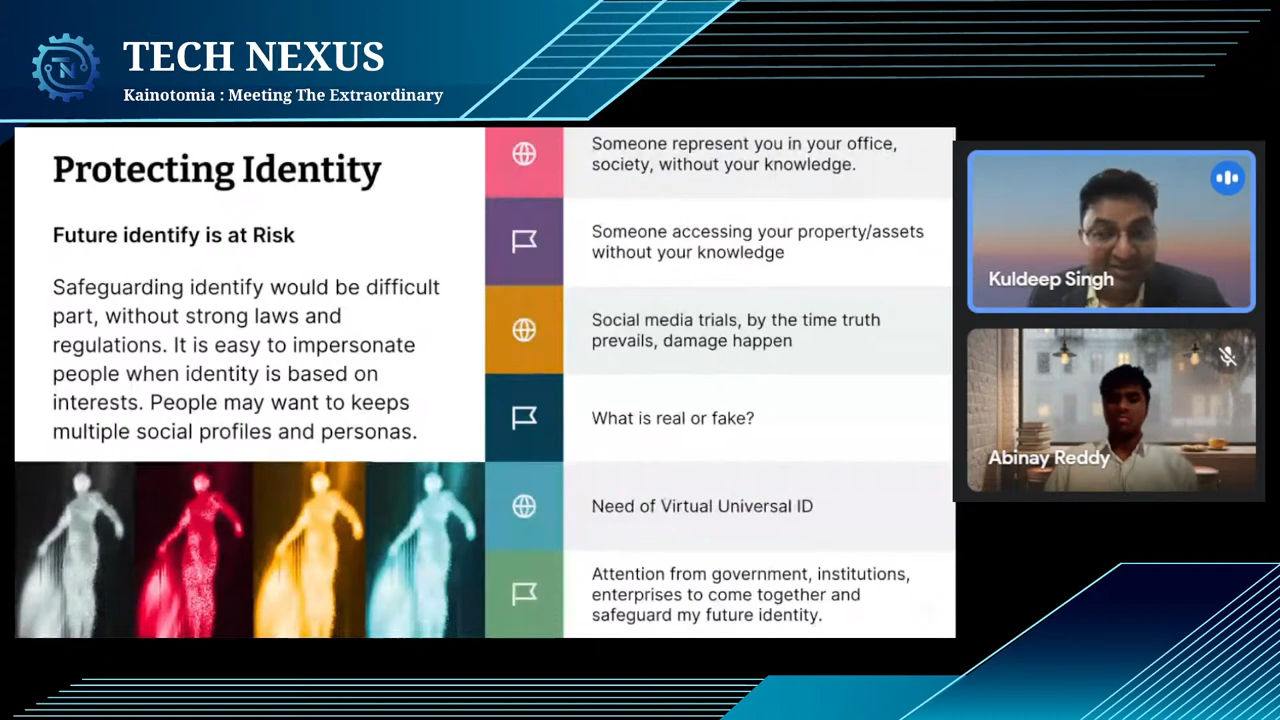 TN
TECH NEXUS
Kainotomia : Meeting The Extraordinary
Protecting Identity
Future identify is at Risk
Safeguarding identify would be difficult
part, without strong laws and
regulations. It is easy to impersonate
people when identity is based on
interests. People may want to keeps
multiple social profiles and personas.
Someone represent you in your office,
society, without your knowledge.
Someone accessing your property/assets
without your knowledge
Social media trials, by the time truth
prevails, damage happen
What is real or fake?
Need of Virtual Universal ID
Attention from government, institutions,
enterprises to come together and
safeguard my future identity.
Kuldeep Singh
Abinay Reddy